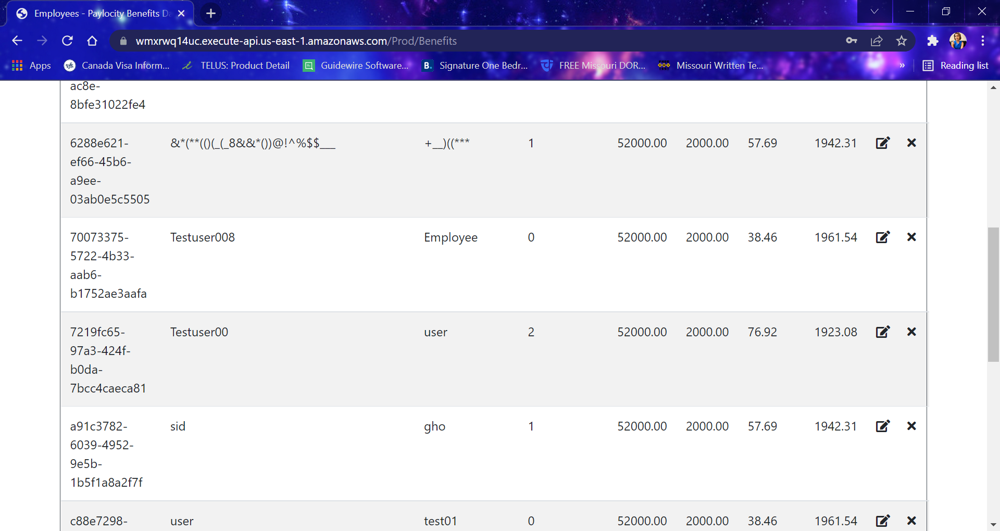 Employees - Paylocity Benefits Da
wmxrwq14uc.execute-api.us-east-1.amazonaws.com/Prod/Benefits
Apps Canada Visa Inform... TELUS: Product Detail Guidewire Software... B. Signature One Bedr... FREE Missouri DOR... Missouri Written Te... » Reading list
ac8e-
8bfe31022fe4
6288e621- &*(**(()(_(_8&&*())@!^%$$___ +__)((*** 1 52000.00 2000.00 57.69 1942.31
ef66-45b6-
a9ee-
03ab0e5c5505
70073375- Testuser008 Employee 0 52000.00 2000.00 38.46 1961.54
5722-4b33-
aab6-
b1752ae3aafa
7219fc65- Testuser00 user 2 52000.00 2000.00 76.92 1923.08
97a3-424f-
b0da-
7bcc4caeca81
a91c3782- sid gho 1 52000.00 2000.00 57.69 1942.31
6039-4952-
9e5b-
1b5f1a8a2f7f
c88e7298- user test01 0 52000.00 2000.00 38.46 1961.54